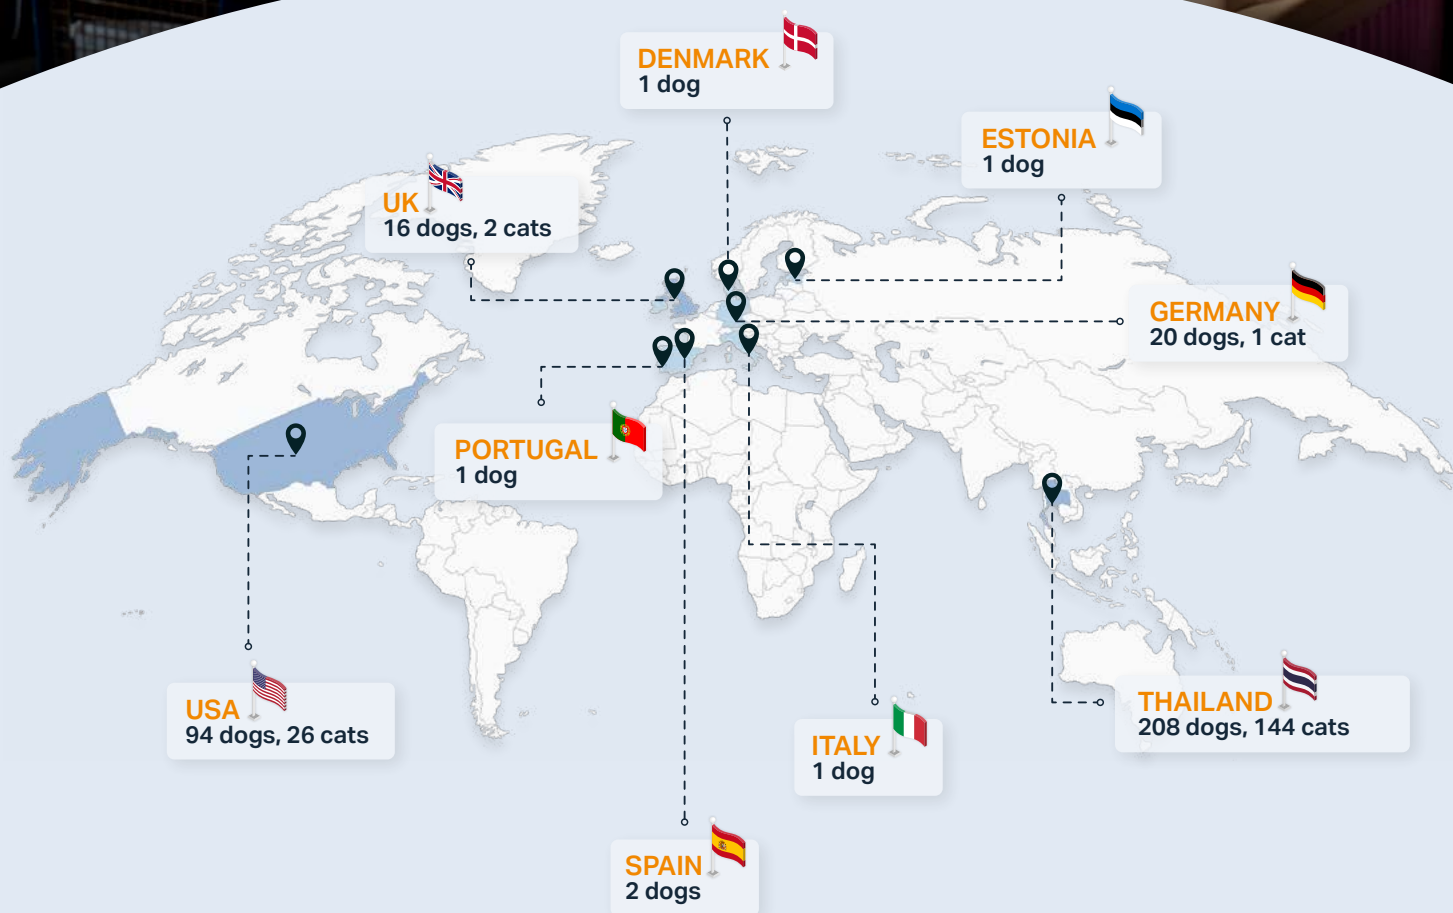 DENMARK
1 dog
ESTONIA
1 dog
UK
16 dogs, 2 cats
GERMANY
20 dogs, 1 cat
PORTUGAL
1 dog
USA
94 dogs, 26 cats
THAILAND
208 dogs, 144 cats
ITALY
1 dog
SPAIN
2 dogs